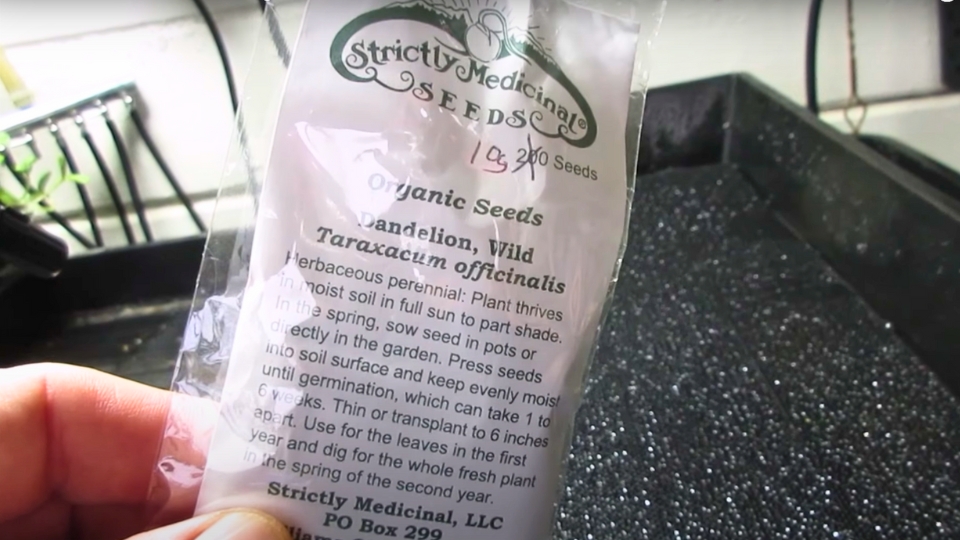 Strictly Medicinal®
SEEDS
10g 200 Seeds
Organic Seeds
Dandelion, Wild
Taraxacum officinalis
Herbaceous perennial: Plant thrives
in moist soil in full sun to part shade.
In the spring, sow seed in pots or
directly in the garden. Press seeds
into soil surface and keep evenly moist
until germination, which can take 1 to
6 weeks. Thin or transplant to 6 inches
apart. Use for the leaves in the first
year and dig for the whole fresh plant
in the spring of the second year.
Strictly Medicinal, LLC
PO Box 299